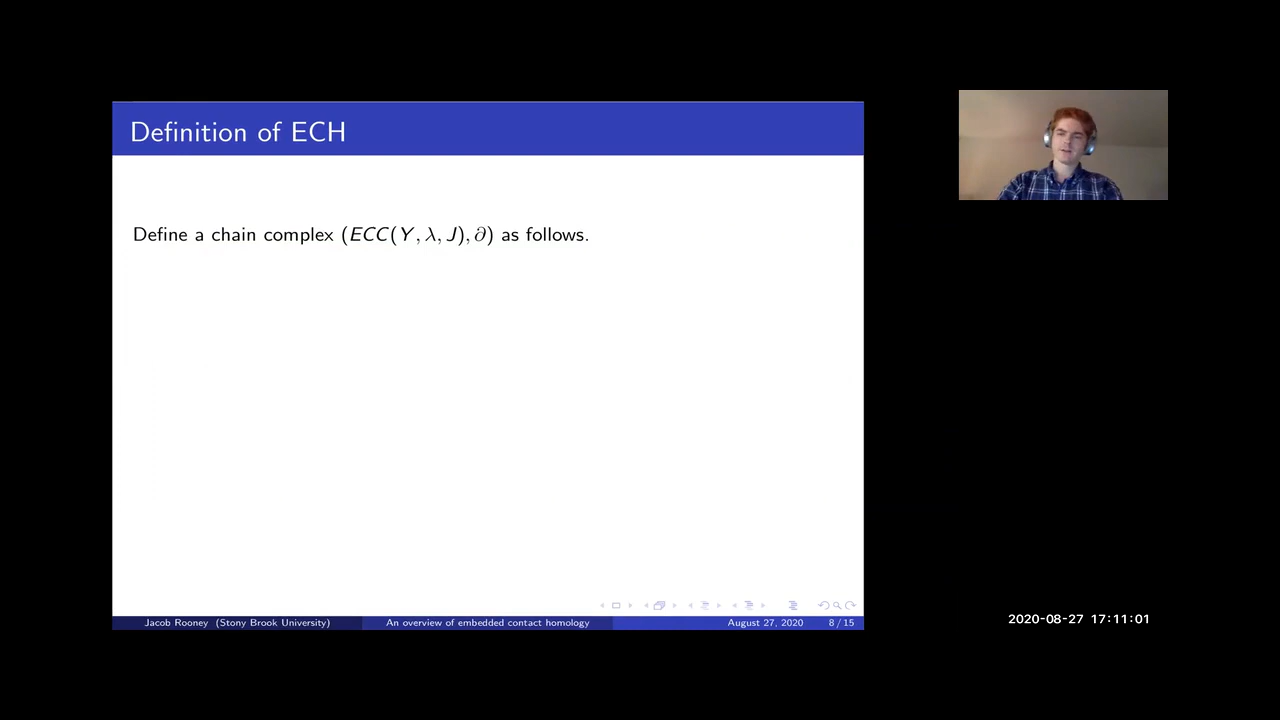 Definition of ECH
Define a chain complex (ECC(Y, λ, J), ∂) as follows.
Jacob Rooney (Stony Brook University) An overview of embedded contact homology August 27, 2020 8 / 15
2020-08-27 17:11:01